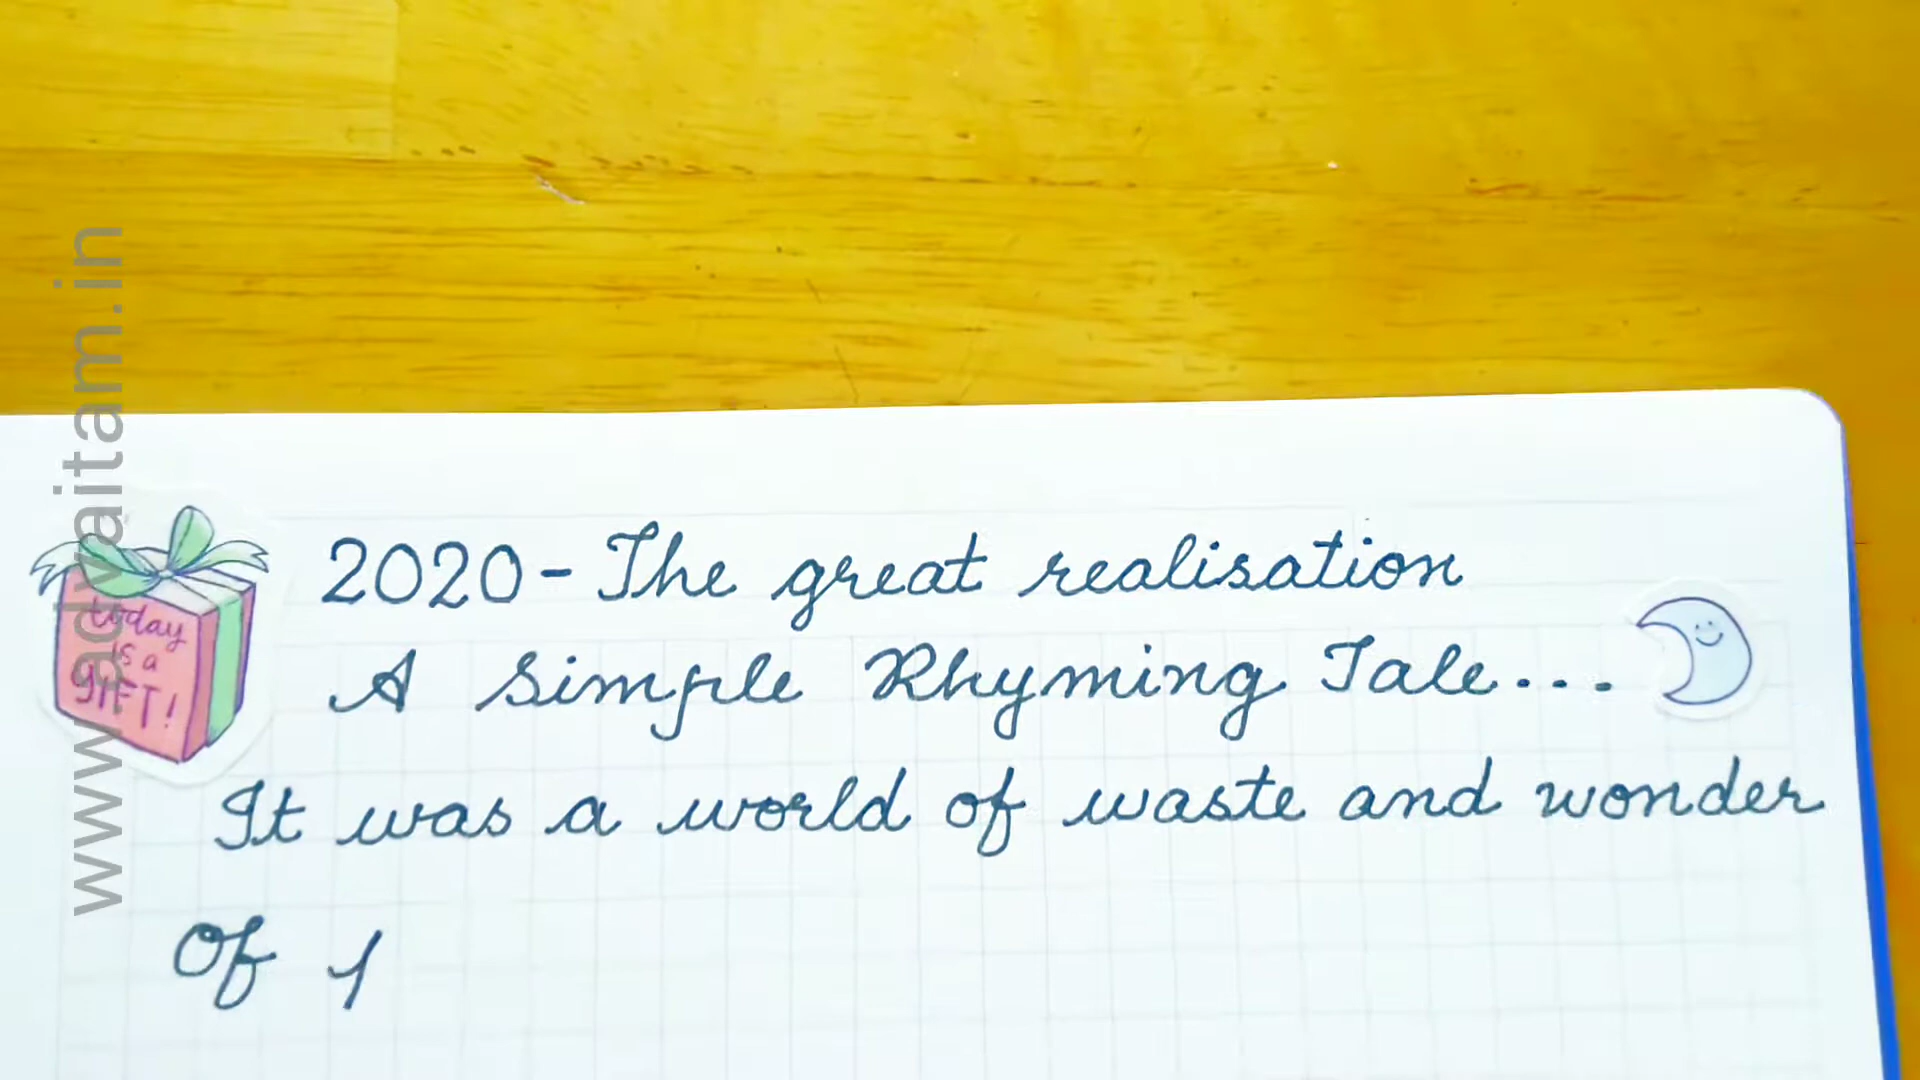 2020 - The great realisation
A simple Rhyming Tale...
It was a world of waste and wonder
Of
today
is a
GIFT!
www.advaitam.in